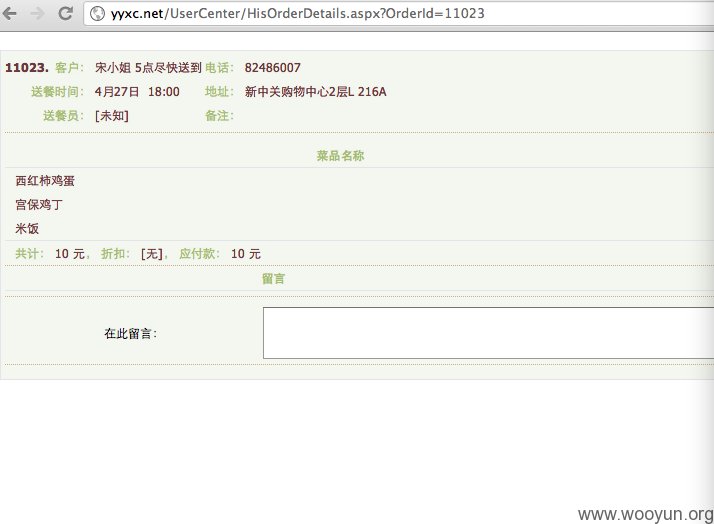 yyxc.net/UserCenter/HisOrderDetails.aspx?OrderId=11023
11023. 客户： 宋小姐 5点尽快送到 电话： 82486007
送餐时间： 4月27日 18:00 地址： 新中关购物中心2层L 216A
送餐员： [未知] 备注：
菜品名称
西红柿鸡蛋
宫保鸡丁
米饭
共计： 10 元， 折扣： [无]， 应付款： 10 元
留言
在此留言：
www.wooyun.org